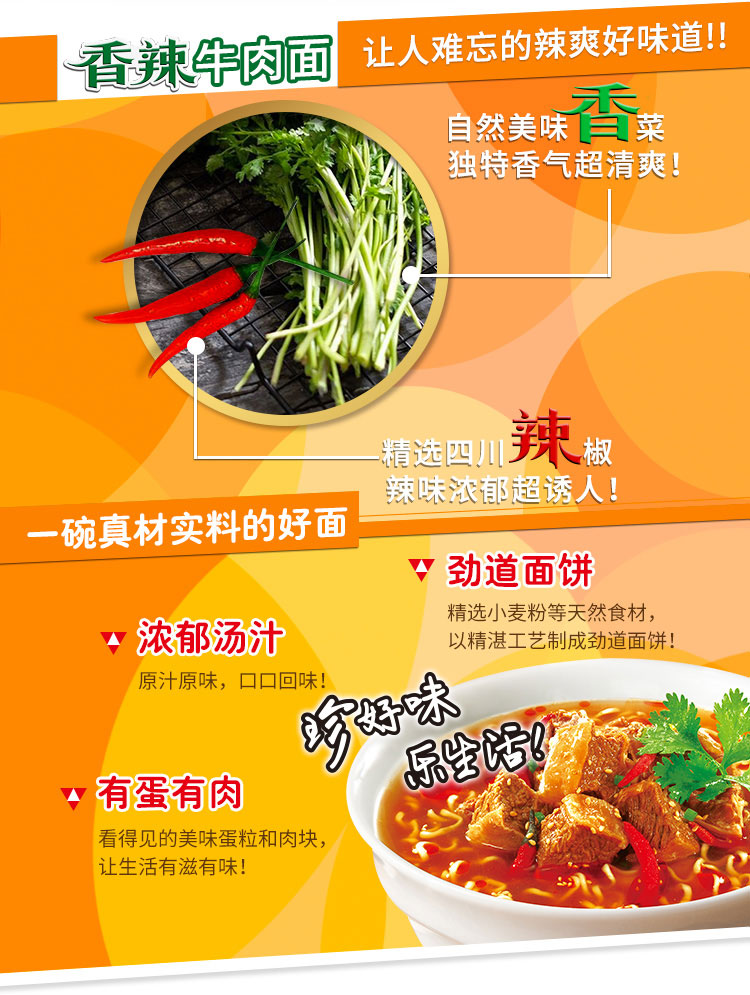 香辣牛肉面
让人难忘的辣爽好味道!!
自然美味香菜
独特香气超清爽！
精选四川辣椒
辣味浓郁超诱人！
一碗真材实料的好面
劲道面饼
精选小麦粉等天然食材，
以精湛工艺制成劲道面饼！
浓郁汤汁
原汁原味，口口回味！
珍好味
乐生活！
有蛋有肉
看得见的美味蛋粒和肉块，
让生活有滋有味！